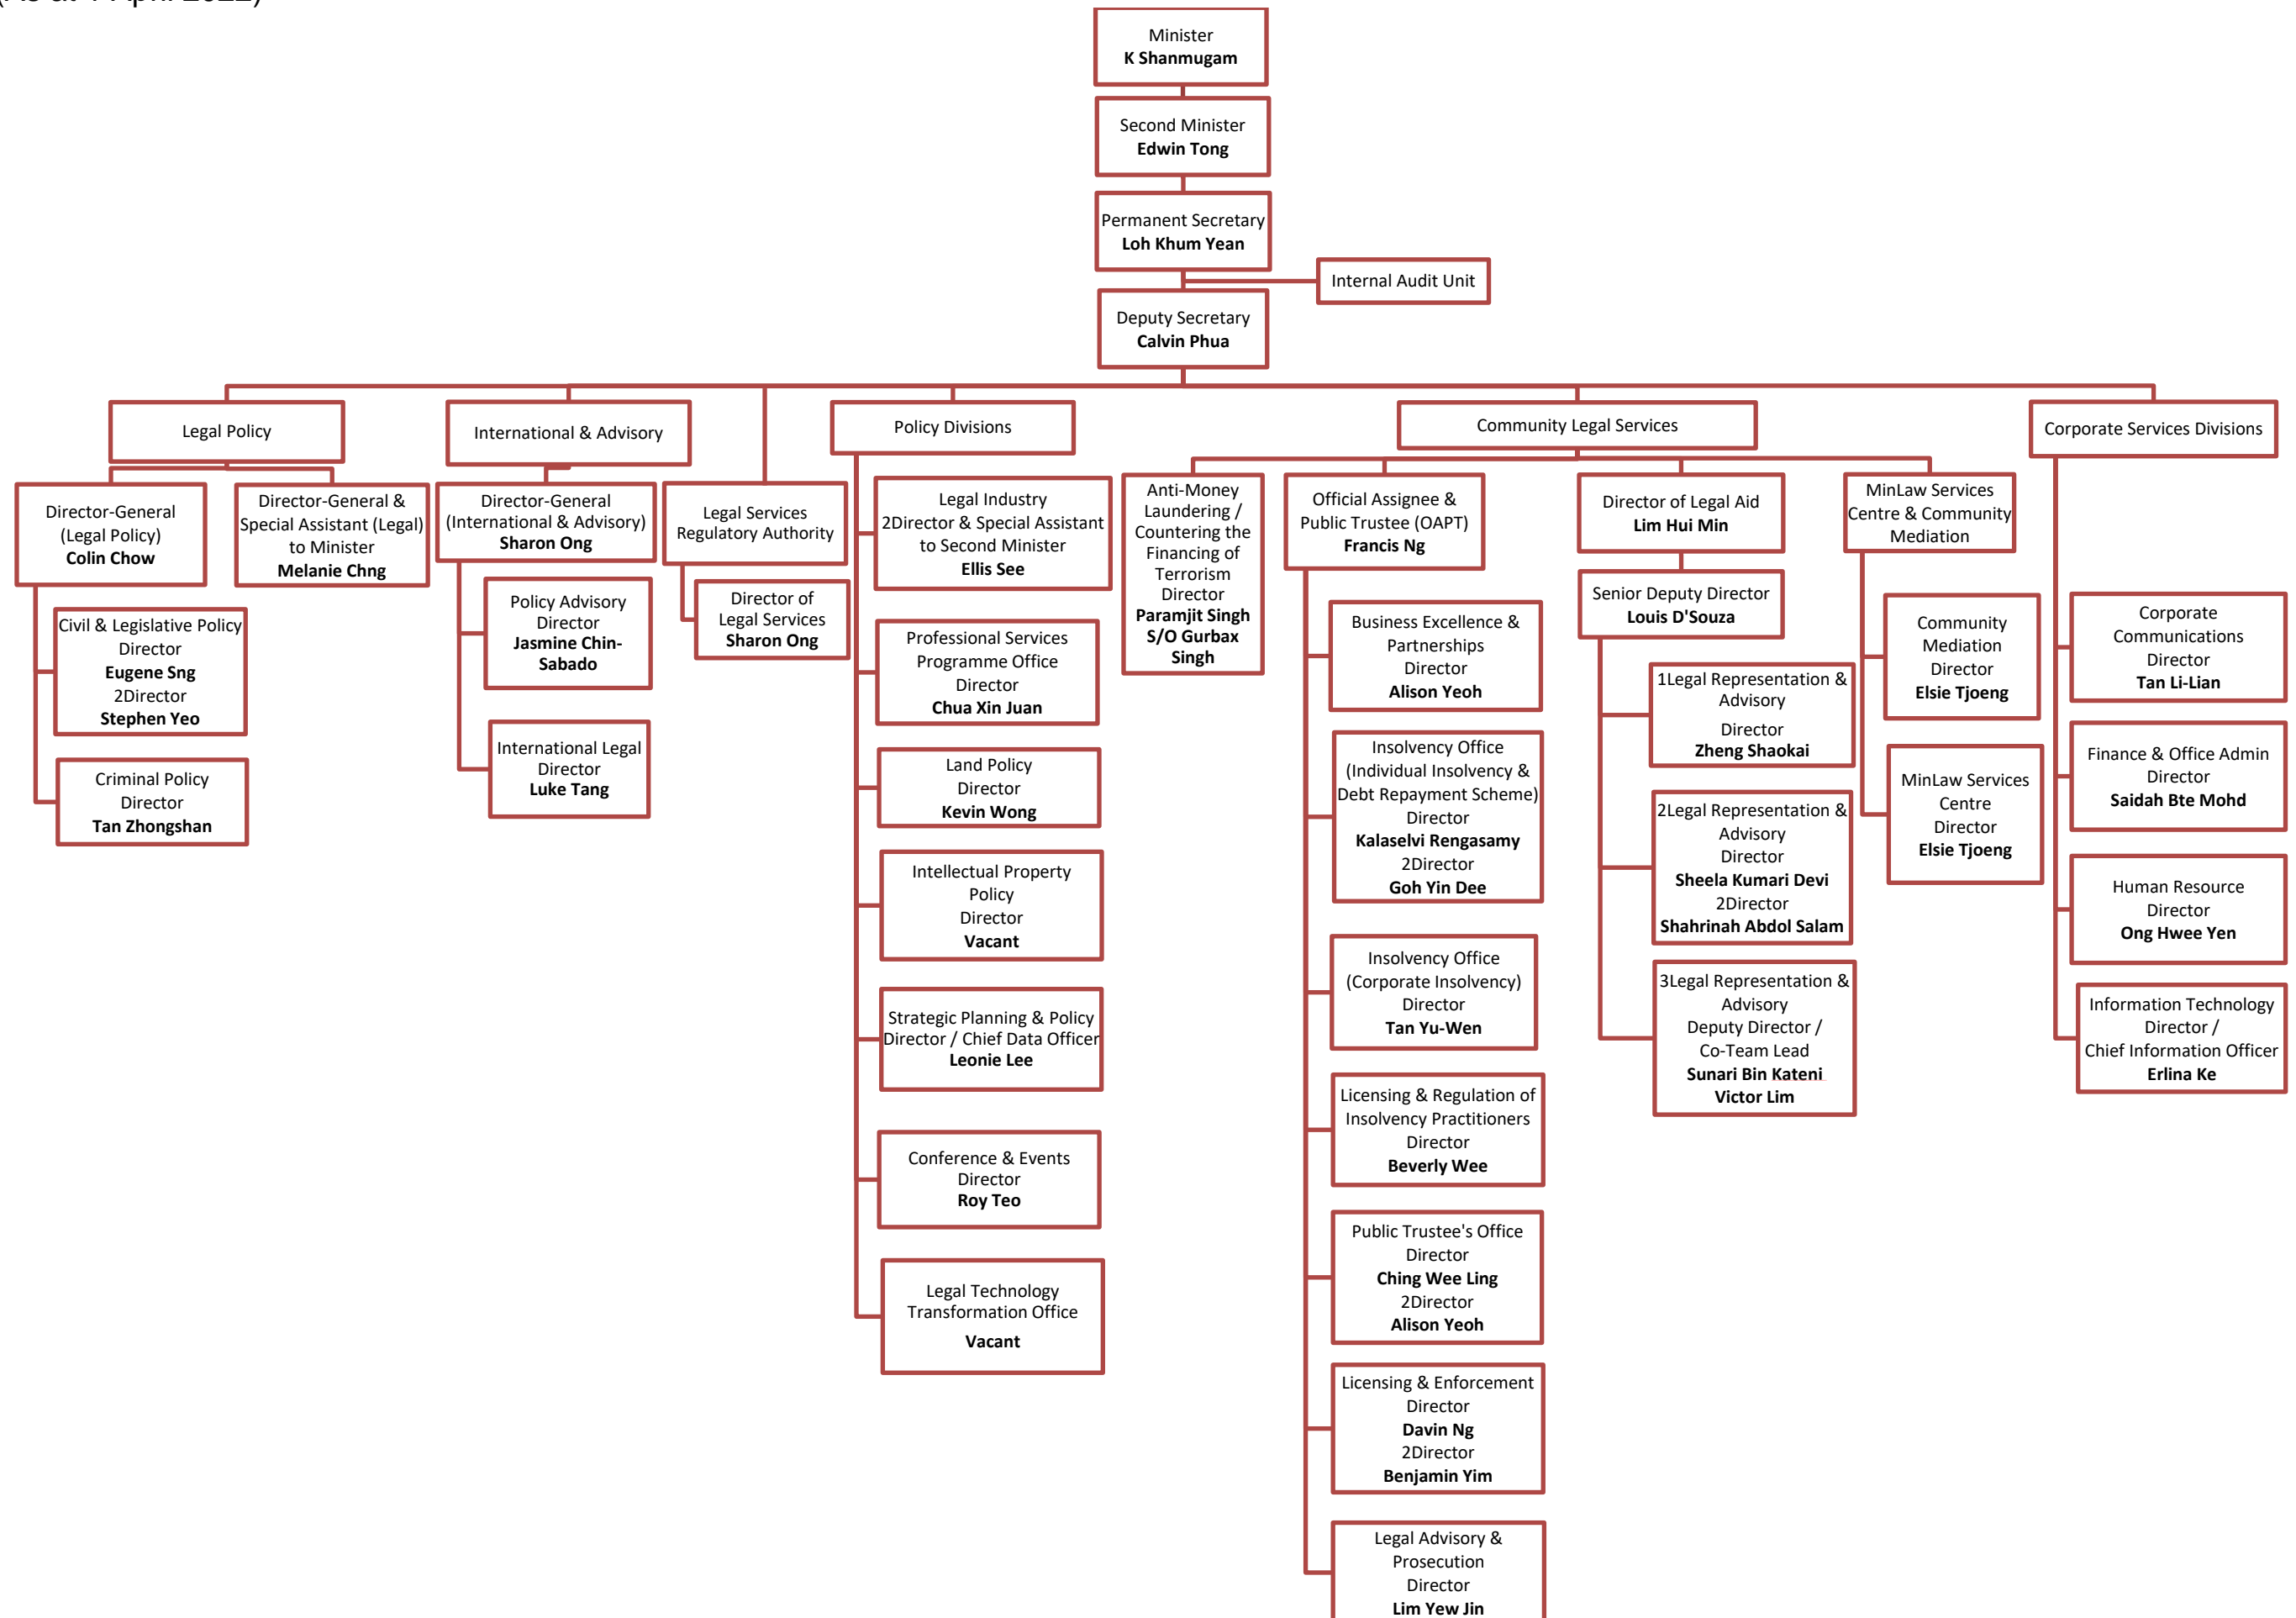 Minister
K Shanmugam
Second Minister
Edwin Tong
Permanent Secretary
Loh Khum Yean
Internal Audit Unit
Deputy Secretary
Calvin Phua
Legal Policy
Director-General
(Legal Policy)
Colin Chow
Director-General &
Special Assistant (Legal)
to Minister
Melanie Chng
Civil & Legislative Policy
Director
Eugene Sng
2Director
Stephen Yeo
Criminal Policy
Director
Tan Zhongshan
International & Advisory
Director-General
(International & Advisory)
Sharon Ong
Policy Advisory
Director
Jasmine Chin-
Sabado
International Legal
Director
Luke Tang
Legal Services
Regulatory Authority
Director of
Legal Services
Sharon Ong
Policy Divisions
Legal Industry
2Director & Special Assistant
to Second Minister
Ellis See
Professional Services
Programme Office
Director
Chua Xin Juan
Land Policy
Director
Kevin Wong
Intellectual Property
Policy
Director
Vacant
Strategic Planning & Policy
Director / Chief Data Officer
Leonie Lee
Conference & Events
Director
Roy Teo
Legal Technology
Transformation Office
Vacant
Community Legal Services
Anti-Money
Laundering /
Countering the
Financing of
Terrorism
Director
Paramjit Singh
S/O Gurbax
Singh
Official Assignee &
Public Trustee (OAPT)
Francis Ng
Business Excellence &
Partnerships
Director
Alison Yeoh
Insolvency Office
(Individual Insolvency &
Debt Repayment Scheme)
Director
Kalaselvi Rengasamy
2Director
Goh Yin Dee
Insolvency Office
(Corporate Insolvency)
Director
Tan Yu-Wen
Licensing & Regulation of
Insolvency Practitioners
Director
Beverly Wee
Public Trustee's Office
Director
Ching Wee Ling
2Director
Alison Yeoh
Licensing & Enforcement
Director
Davin Ng
2Director
Benjamin Yim
Legal Advisory &
Prosecution
Director
Lim Yew Jin
Director of Legal Aid
Lim Hui Min
Senior Deputy Director
Louis D'Souza
1Legal Representation &
Advisory
Director
Zheng Shaokai
2Legal Representation &
Advisory
Director
Sheela Kumari Devi
2Director
Shahrinah Abdol Salam
3Legal Representation &
Advisory
Deputy Director /
Co-Team Lead
Sunari Bin Kateni
Victor Lim
MinLaw Services
Centre & Community
Mediation
Community
Mediation
Director
Elsie Tjoeng
MinLaw Services
Centre
Director
Elsie Tjoeng
Corporate Services Divisions
Corporate
Communications
Director
Tan Li-Lian
Finance & Office Admin
Director
Saidah Bte Mohd
Human Resource
Director
Ong Hwee Yen
Information Technology
Director /
Chief Information Officer
Erlina Ke